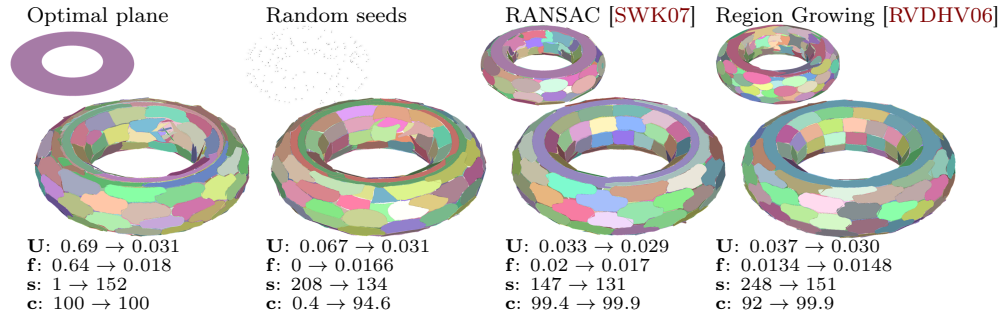 Optimal plane
Random seeds
RANSAC [SWK07]
Region Growing [RVDHV06]
U: 0.69 → 0.031
f: 0.64 → 0.018
s: 1 → 152
c: 100 → 100
U: 0.067 → 0.031
f: 0 → 0.0166
s: 208 → 134
c: 0.4 → 94.6
U: 0.033 → 0.029
f: 0.02 → 0.017
s: 147 → 131
c: 99.4 → 99.9
U: 0.037 → 0.030
f: 0.0134 → 0.0148
s: 248 → 151
c: 92 → 99.9